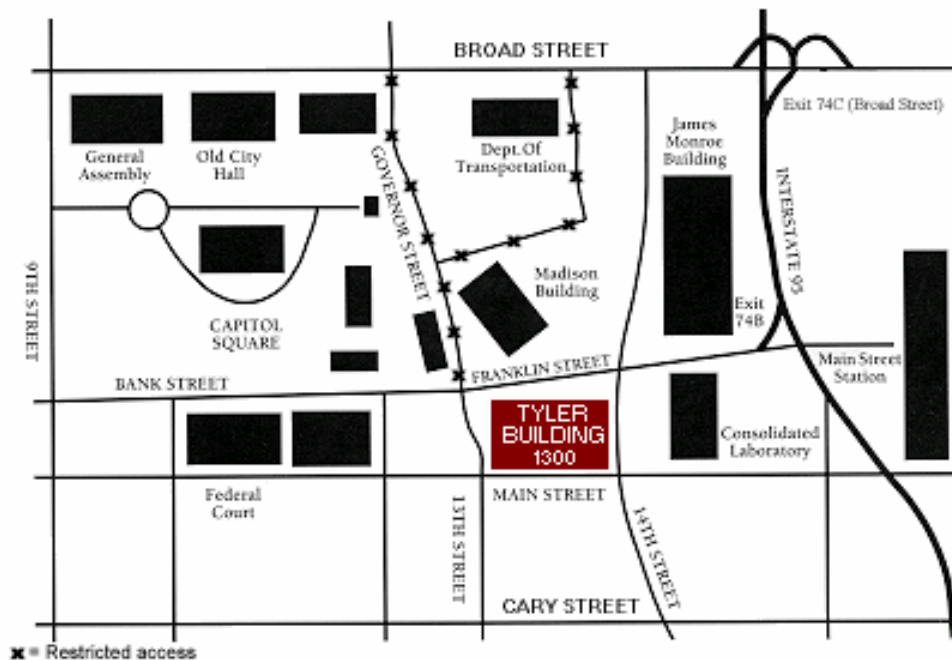 BROAD STREET
Exit 74C (Broad Street)
General
Assembly
Old City
Hall
GOVERNOR STREET
Dept. Of
Transportation
James
Monroe
Building
INTERSTATE 95
9TH STREET
CAPITOL
SQUARE
Madison
Building
Exit
74B
Main Street
Station
BANK STREET
FRANKLIN STREET
TYLER
BUILDING
1300
Consolidated
Laboratory
Federal
Court
MAIN STREET
13TH STREET
14TH STREET
CARY STREET
x = Restricted access